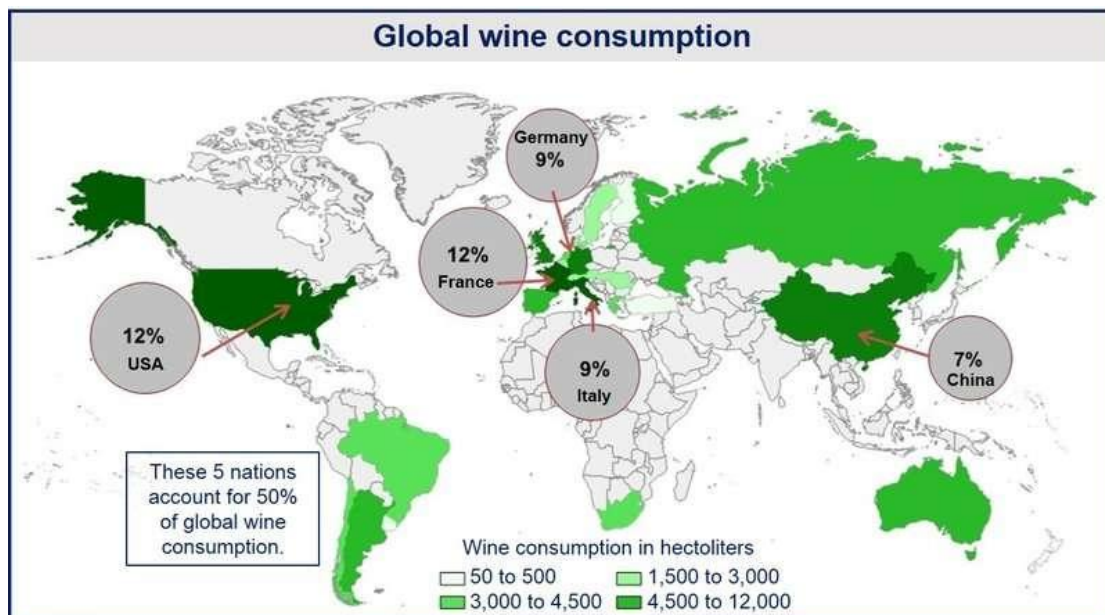 Global wine consumption
Germany
9%
12%
France
12%
USA
9%
Italy
7%
China
These 5 nations
account for 50%
of global wine
consumption.
Wine consumption in hectoliters
50 to 500
1,500 to 3,000
3,000 to 4,500
4,500 to 12,000